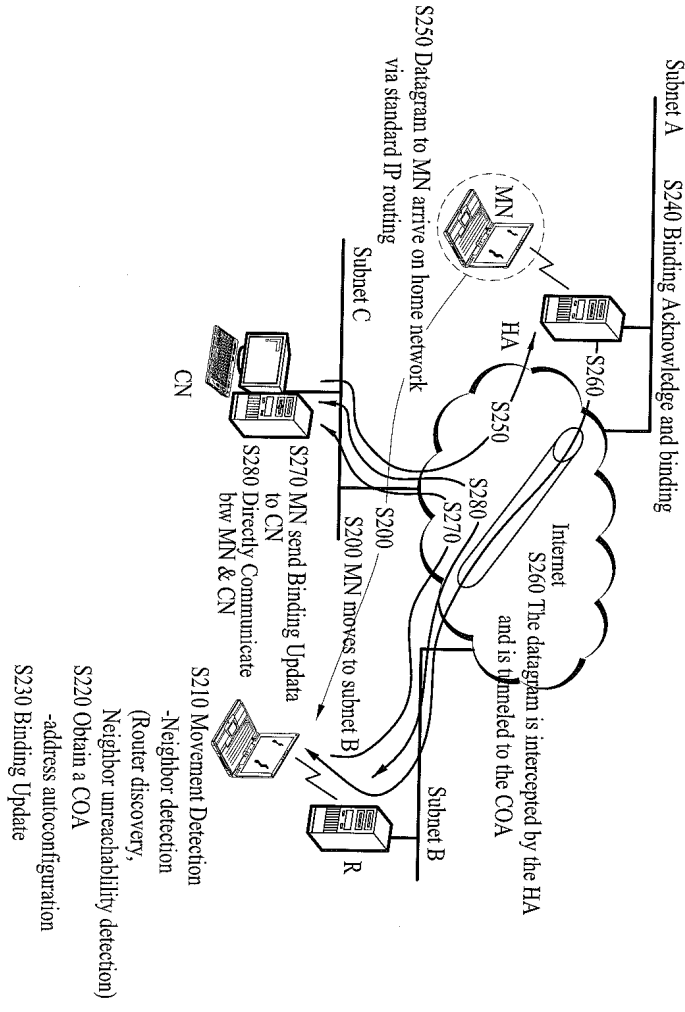 Subnet A
S240 Binding Acknowledge and binding
MN
HA
S260
S250 Datagram to MN arrive on home network
via standard IP routing
Internet
S260 The datagram is intercepted by the HA
and is tunneled to the COA
S250
S280
S270
Subnet C
CN
S270 MN send Binding Updata
to CN
S280 Directly Communicate
btw MN & CN
S200
S200 MN moves to subnet B
Subnet B
R
S210 Movement Detection
-Neighbor detection
(Router discovery,
Neighbor unreachablility detection)
S220 Obtain a COA
-address autoconfiguration
S230 Binding Update